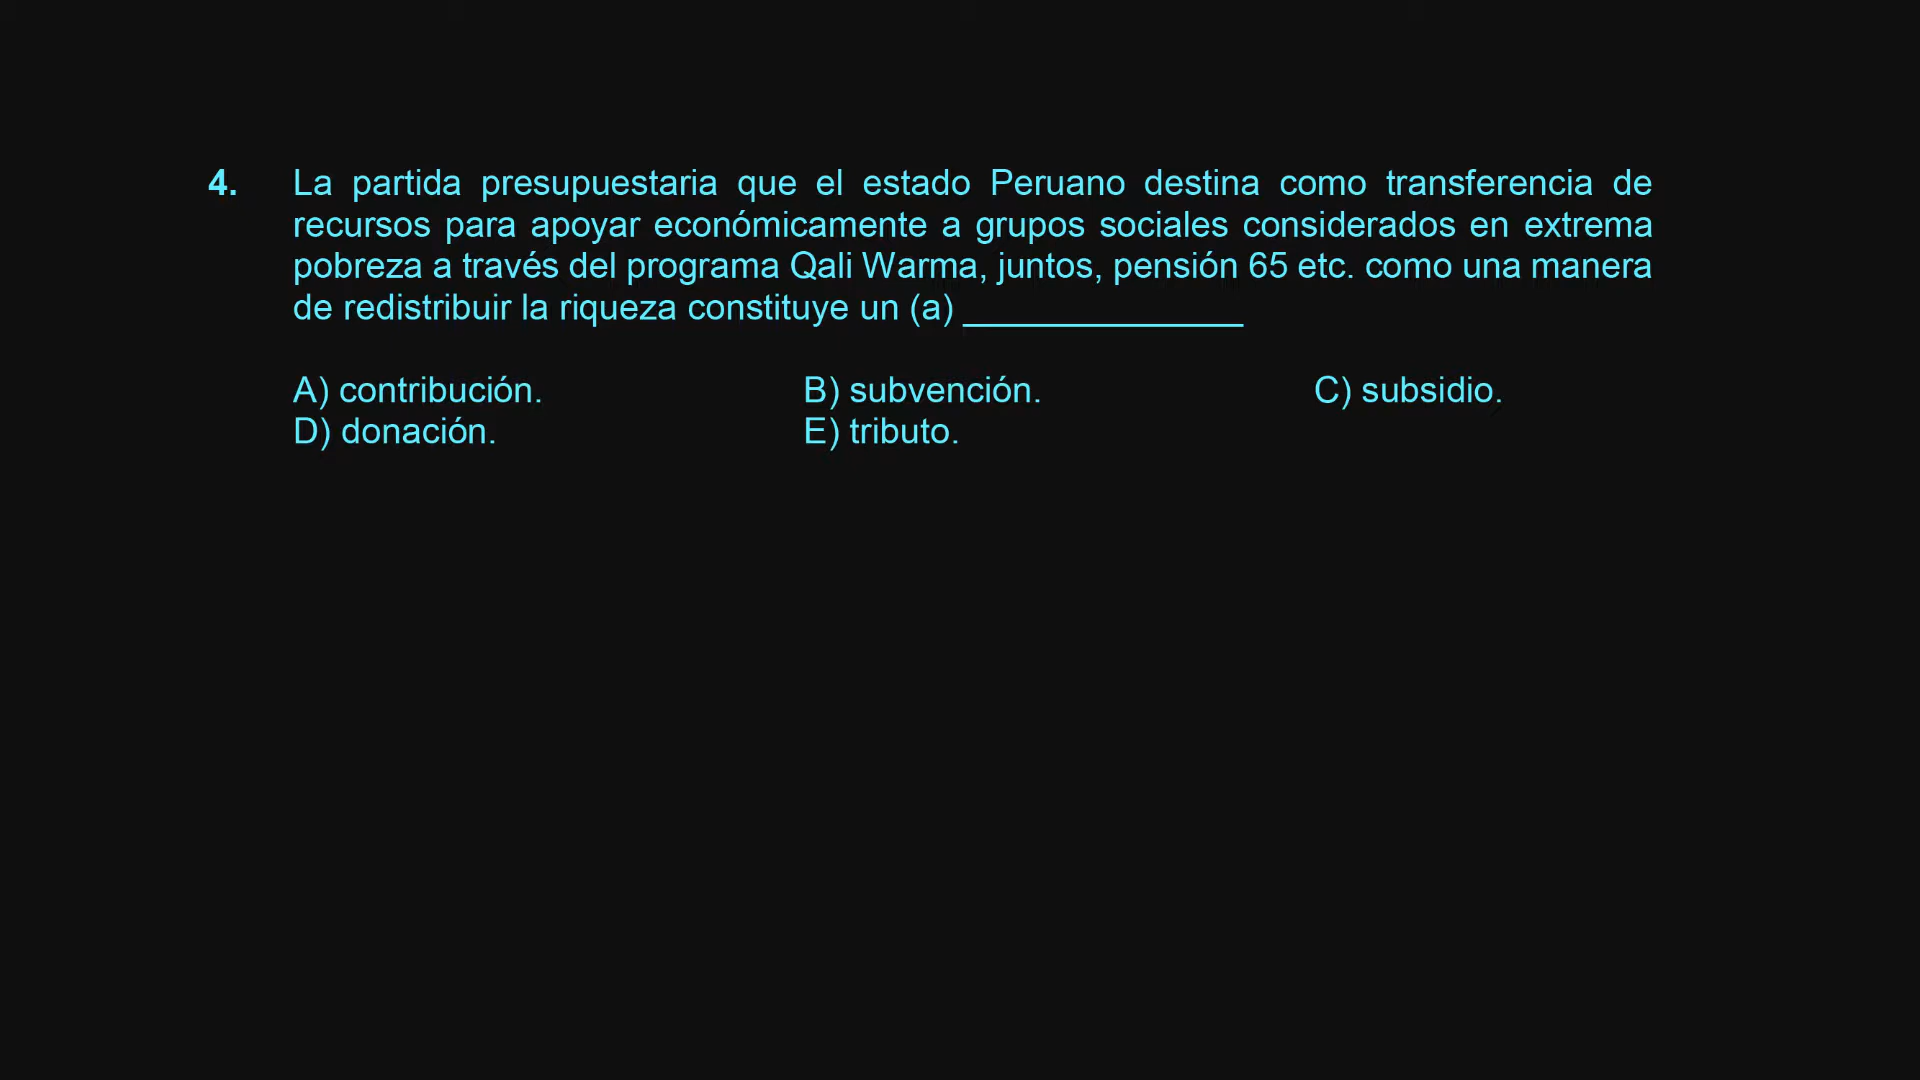 4. La partida presupuestaria que el estado Peruano destina como transferencia de
recursos para apoyar económicamente a grupos sociales considerados en extrema
pobreza a través del programa Qali Warma, juntos, pensión 65 etc. como una manera
de redistribuir la riqueza constituye un (a) _______________
A) contribución. B) subvención. C) subsidio.
D) donación. E) tributo.